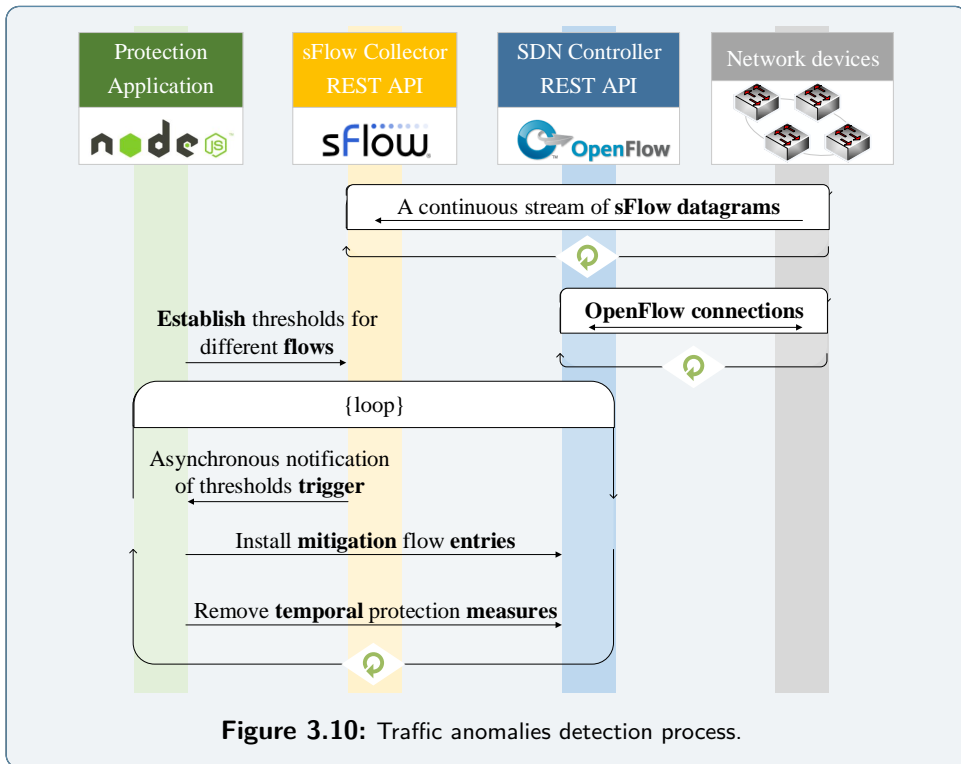 Protection
Application
sFlow Collector
REST API
SDN Controller
REST API
Network devices
node JS ™
sFlow ®
™ OpenFlow
A continuous stream of sFlow datagrams
OpenFlow connections
Establish thresholds for
different flows
{loop}
Asynchronous notification
of thresholds trigger
Install mitigation flow entries
Remove temporal protection measures
Figure 3.10: Traffic anomalies detection process.